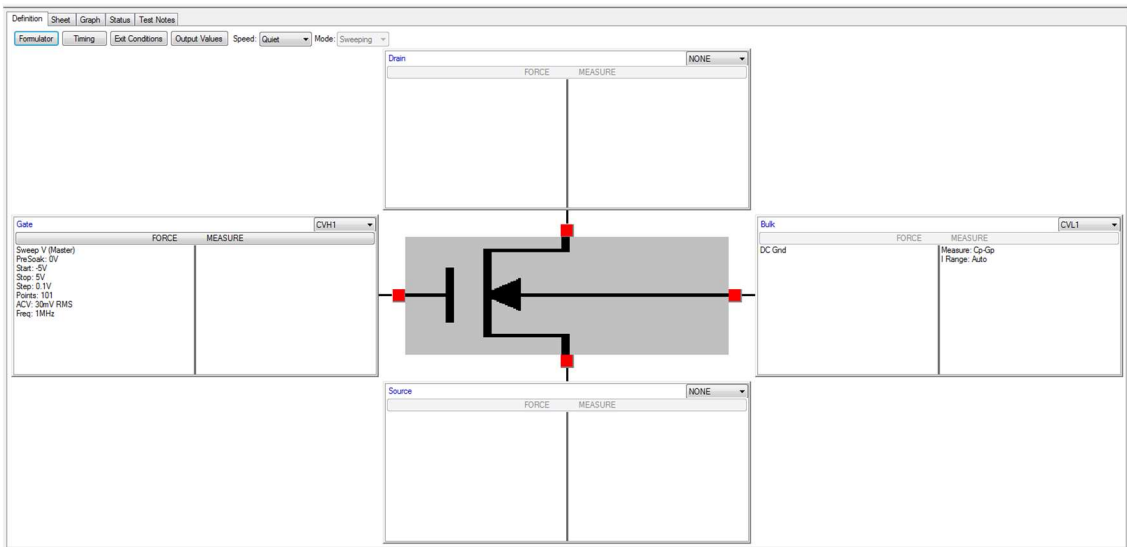 Definition Sheet Graph Status Test Notes
Formulator Timing Exit Conditions Output Values Speed: Quiet Mode: Sweeping
Drain NONE
FORCE MEASURE
Gate CVH1
FORCE MEASURE
Sweep V (Master)
PreSoak: 0V
Start: -5V
Stop: 5V
Step: 0.1V
Points: 101
ACV: 30mV RMS
Freq: 1MHz
Bulk CVL1
FORCE MEASURE
DC Gnd
Measure: Cp-Gp
I Range: Auto
Source NONE
FORCE MEASURE